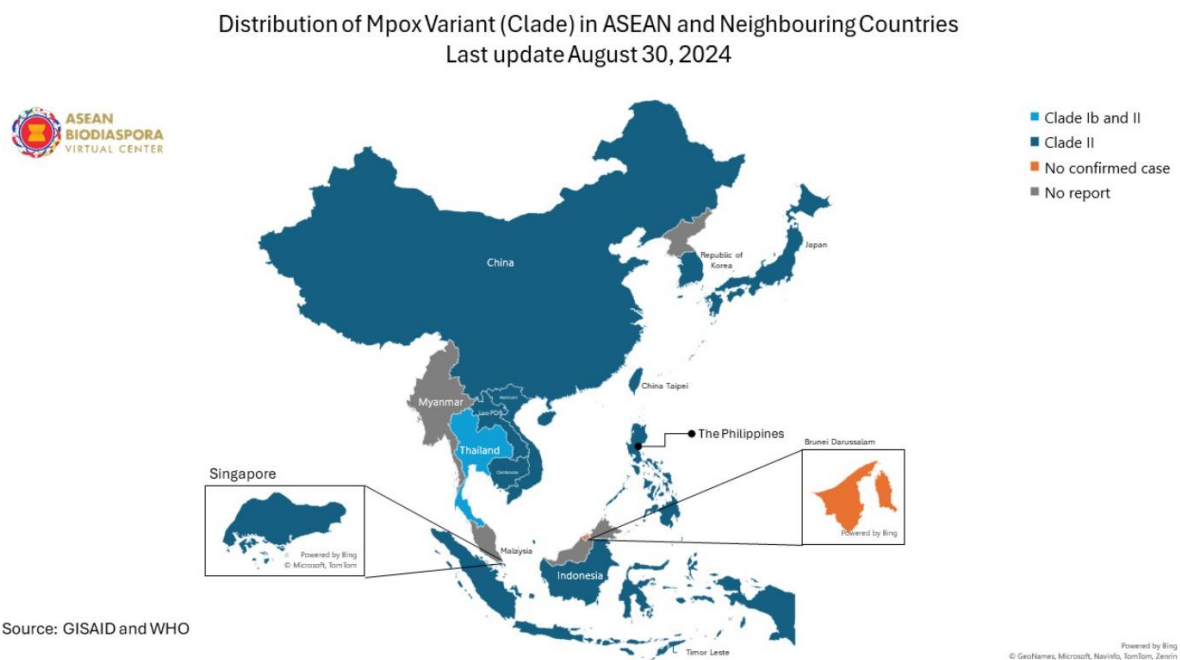 Distribution of Mpox Variant (Clade) in ASEAN and Neighbouring Countries
Last update August 30, 2024
ASEAN
BIODIASPORA
VIRTUAL CENTER
Clade Ib and II
Clade II
No confirmed case
No report
China
Japan
Republic of
Korea
China Taipei
Myanmar
Vietnam
Lao PDR
Thailand
Cambodia
The Philippines
Brunei Darussalam
Powered by Bing
Singapore
Powered by Bing
© Microsoft, TomTom
Malaysia
Indonesia
Timor Leste
Source: GISAID and WHO
Powered by Bing
© GeoNames, Microsoft, Navinfo, TomTom, Zenrin